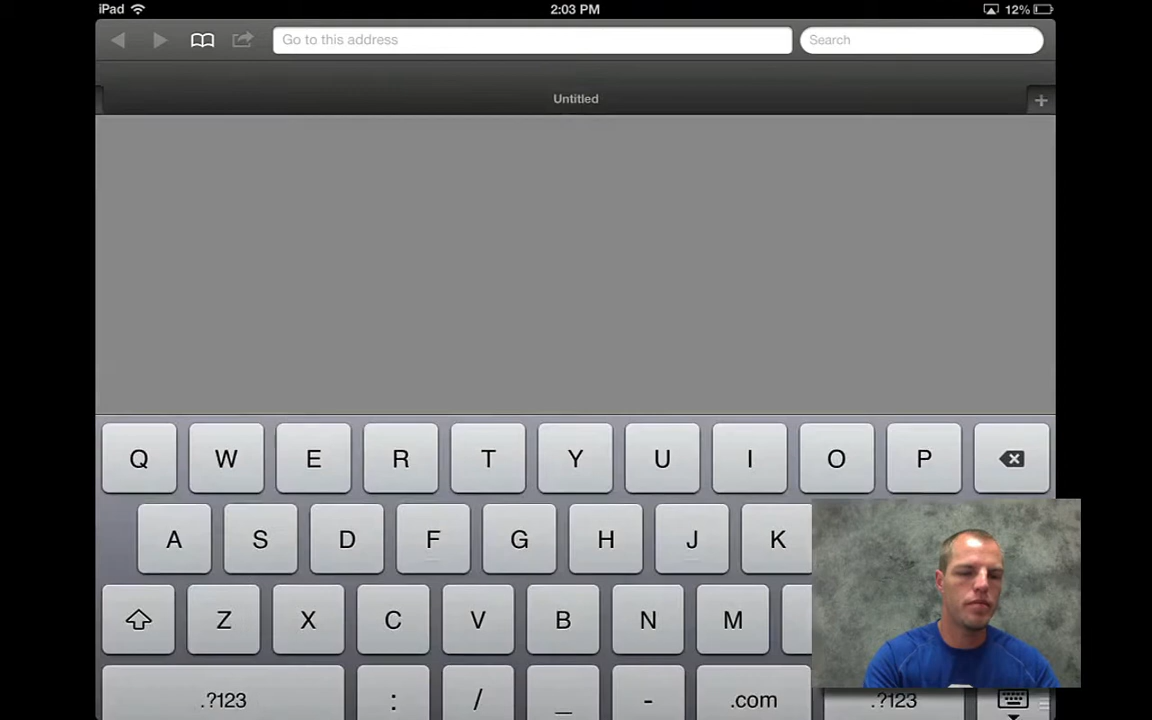 iPad 2:03 PM 12%
Go to this address Search
Untitled +
Q W E R T Y U I O P
A S D F G H J K
Z X C V B N M
.?123 : / _ - .com .?123